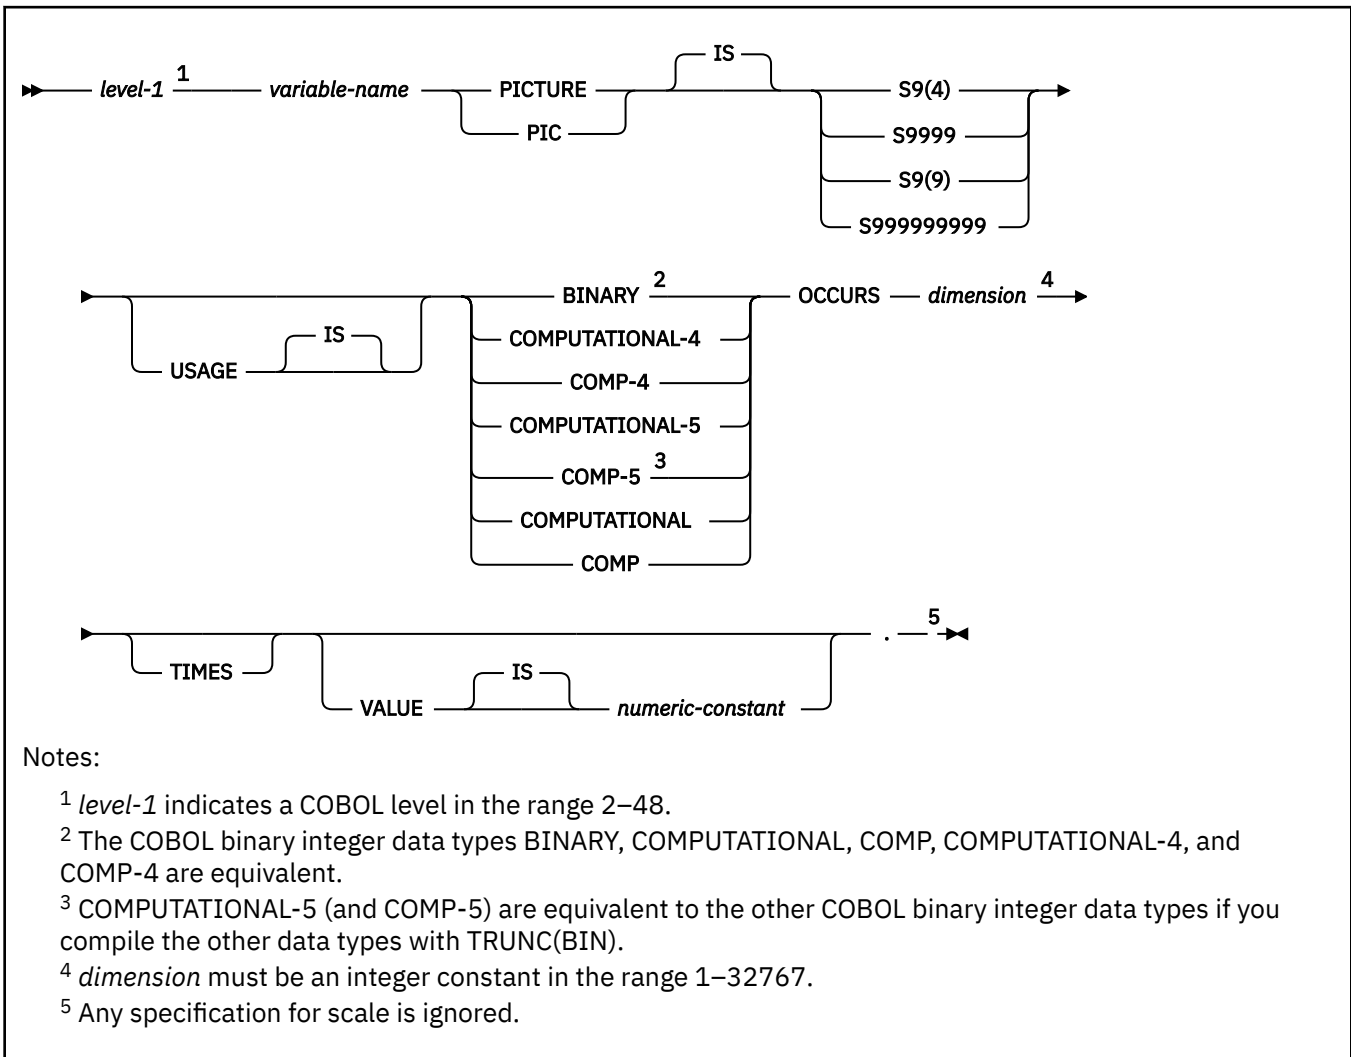 IS
level-1 1 variable-name PICTURE S9(4)
PIC S9999
S9(9)
S999999999
BINARY 2 OCCURS dimension 4
IS COMPUTATIONAL-4
USAGE COMP-4
COMPUTATIONAL-5
COMP-5 3
COMPUTATIONAL
COMP
. 5
TIMES IS
VALUE numeric-constant
Notes:
1 level-1 indicates a COBOL level in the range 2–48.
2 The COBOL binary integer data types BINARY, COMPUTATIONAL, COMP, COMPUTATIONAL-4, and
COMP-4 are equivalent.
3 COMPUTATIONAL-5 (and COMP-5) are equivalent to the other COBOL binary integer data types if you
compile the other data types with TRUNC(BIN).
4 dimension must be an integer constant in the range 1–32767.
5 Any specification for scale is ignored.